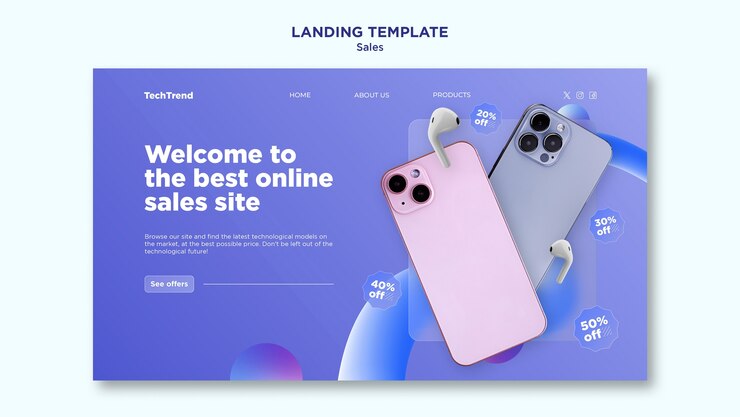 LANDING TEMPLATE
Sales
TechTrend
HOME
ABOUT US
PRODUCTS
Welcome to
the best online
sales site
Browse our site and find the latest technological models on
the market, at the best possible price. Don't be left out of the
technological future!
See offers
20%
off
30%
off
40%
off
50%
off